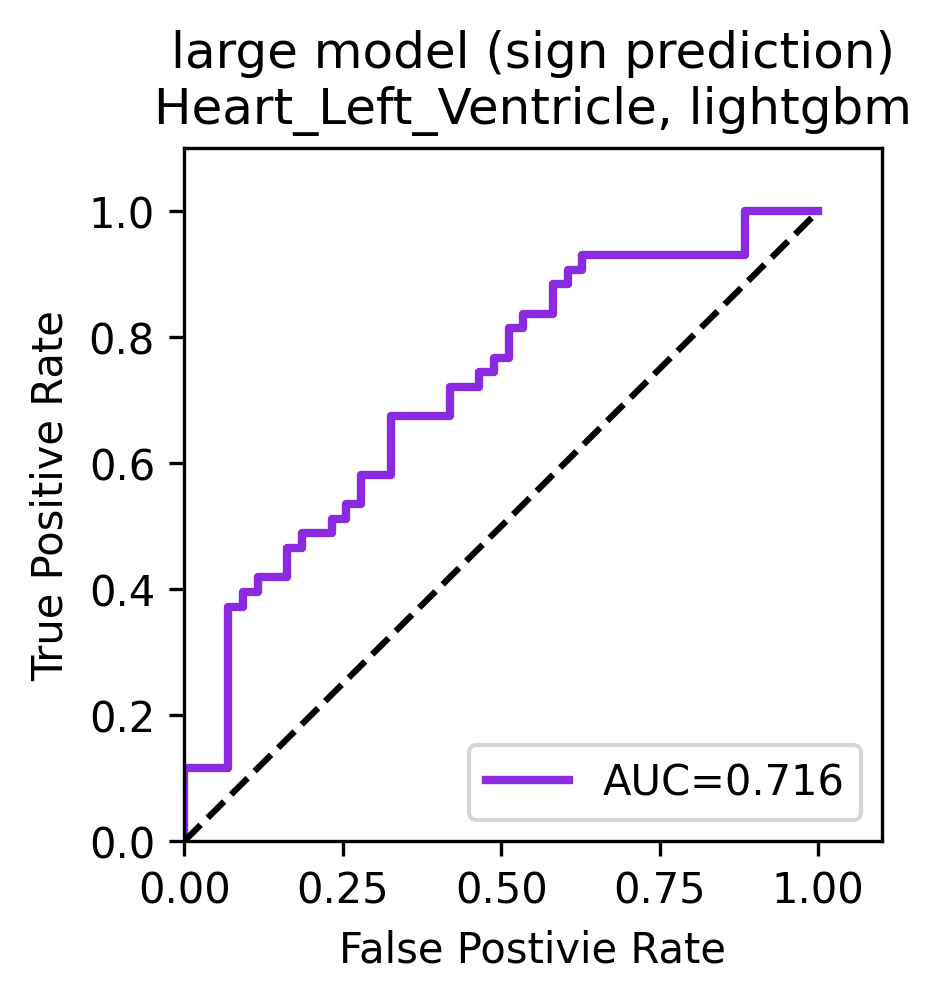 large model (sign prediction)
Heart_Left_Ventricle, lightgbm
True Positive Rate
1.0
0.8
0.6
0.4
0.2
0.0
AUC=0.716
0.00 0.25 0.50 0.75 1.00
False Postivie Rate